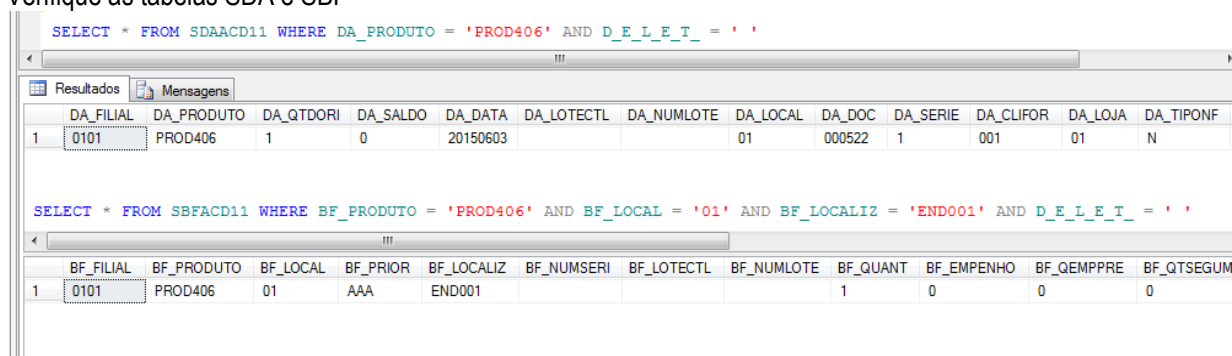 Verifique as tabelas SDA e SBF
SELECT * FROM SDAACD11 WHERE DA_PRODUTO = 'PROD406' AND D_E_L_E_T_ = ' '
Resultados Mensagens
DA_FILIAL DA_PRODUTO DA_QTDORI DA_SALDO DA_DATA DA_LOTECTL DA_NUMLOTE DA_LOCAL DA_DOC DA_SERIE DA_CLIFOR DA_LOJA DA_TIPONF
1 0101 PROD406 1 0 20150603 01 000522 1 001 01 N
SELECT * FROM SBFACD11 WHERE BF_PRODUTO = 'PROD406' AND BF_LOCAL = '01' AND BF_LOCALIZ = 'END001' AND D_E_L_E_T_ = ' '
BF_FILIAL BF_PRODUTO BF_LOCAL BF_PRIOR BF_LOCALIZ BF_NUMSERI BF_LOTECTL BF_NUMLOTE BF_QUANT BF_EMPENHO BF_QEMPPRE BF_QTSEGUM
1 0101 PROD406 01 AAA END001 1 0 0 0